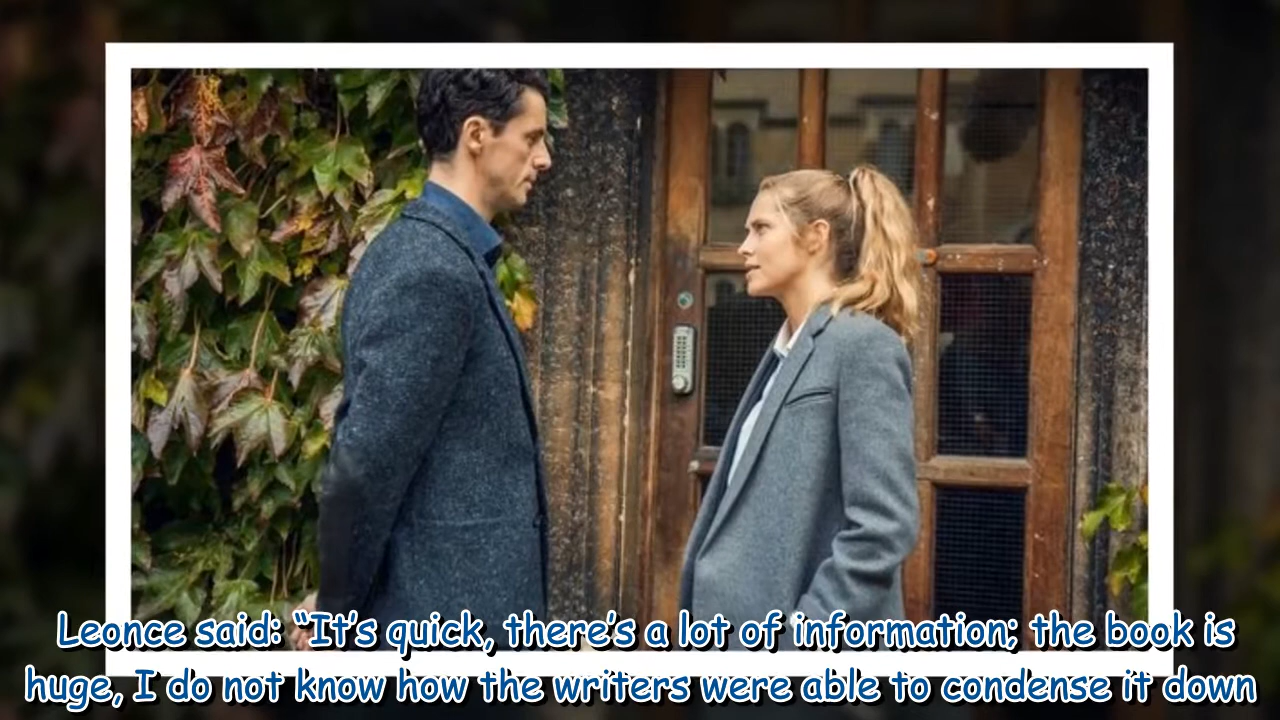 Leonce said: “It’s quick, there’s a lot of information; the book is
huge, I do not know how the writers were able to condense it down